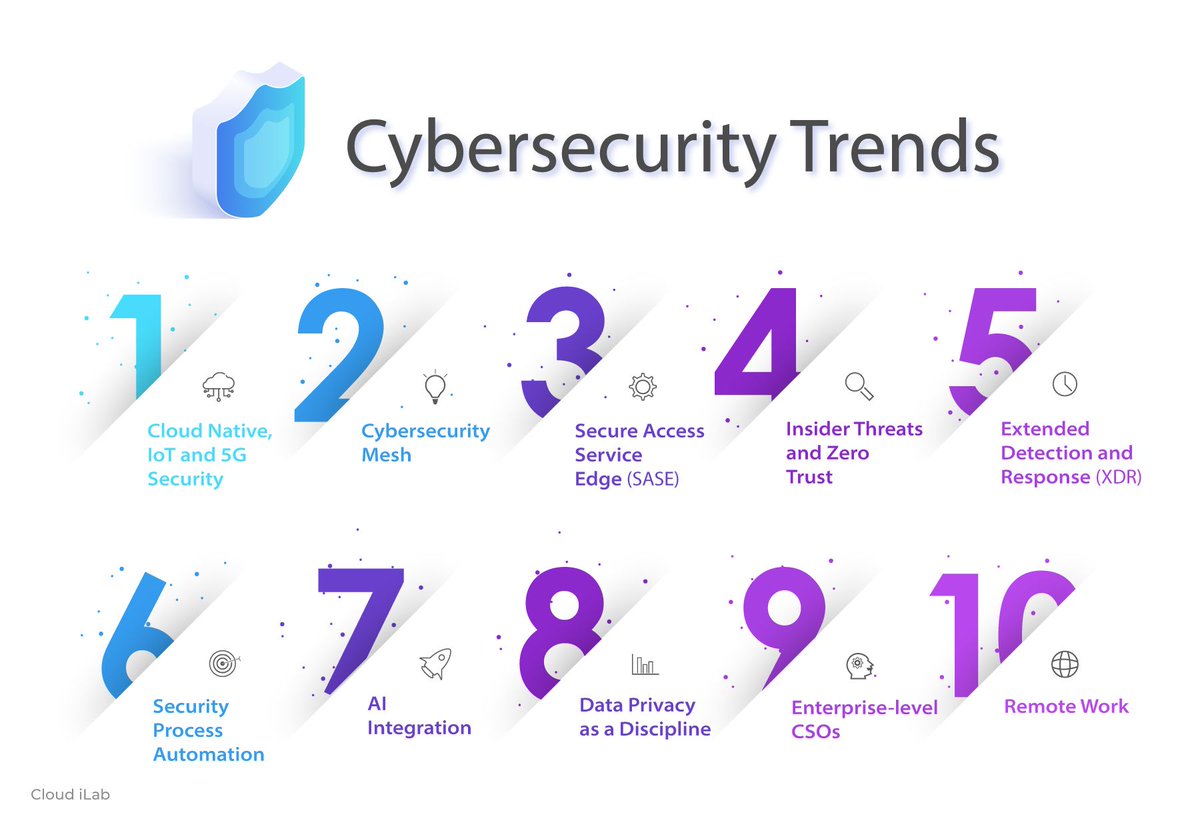 Cybersecurity Trends
1
Cloud Native,
IoT and 5G
Security
2
Cybersecurity
Mesh
3
Secure Access
Service
Edge (SASE)
4
Insider Threats
and Zero
Trust
5
Extended
Detection and
Response (XDR)
6
Security
Process
Automation
7
AI
Integration
8
Data Privacy
as a Discipline
9
Enterprise-level
CSOs
10
Remote Work
Cloud iLab